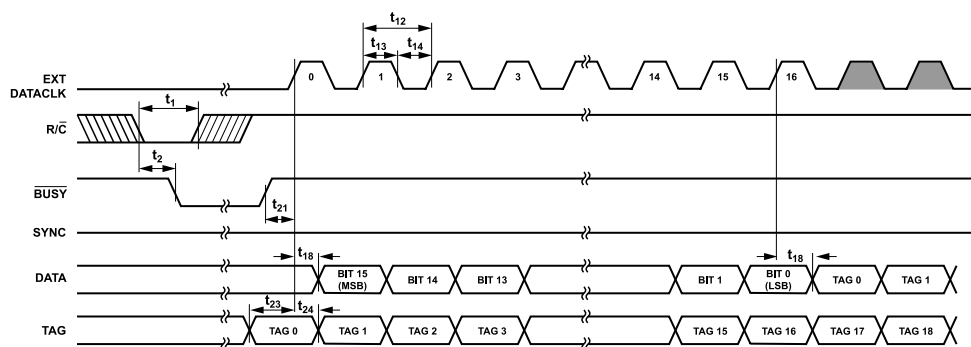 t12
t13 t14
EXT
DATACLK
0 1 2 3 14 15 16
t1
R/C̅
t2
B̅U̅S̅Y̅
t21
SYNC
t18 t18
DATA
BIT 15
(MSB)
BIT 14 BIT 13 BIT 1
BIT 0
(LSB)
TAG 0 TAG 1
t23 t24
TAG
TAG 0 TAG 1 TAG 2 TAG 3 TAG 15 TAG 16 TAG 17 TAG 18